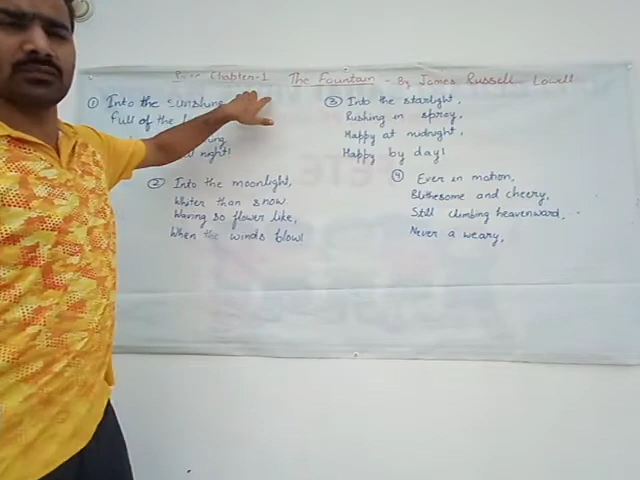 Poem Chapter-1 The Fountain - By James Russell Lowell
① Into the sunshine
full of the
night!
② Into the moonlight,
Whiter than snow
Waving so flower like,
When the winds blow!
③ Into the starlight,
Rushing in spray,
Happy at midnight,
Happy by day!
④ Ever in motion,
Blithesome and cheery,
Still climbing heavenward,
Never a weary,